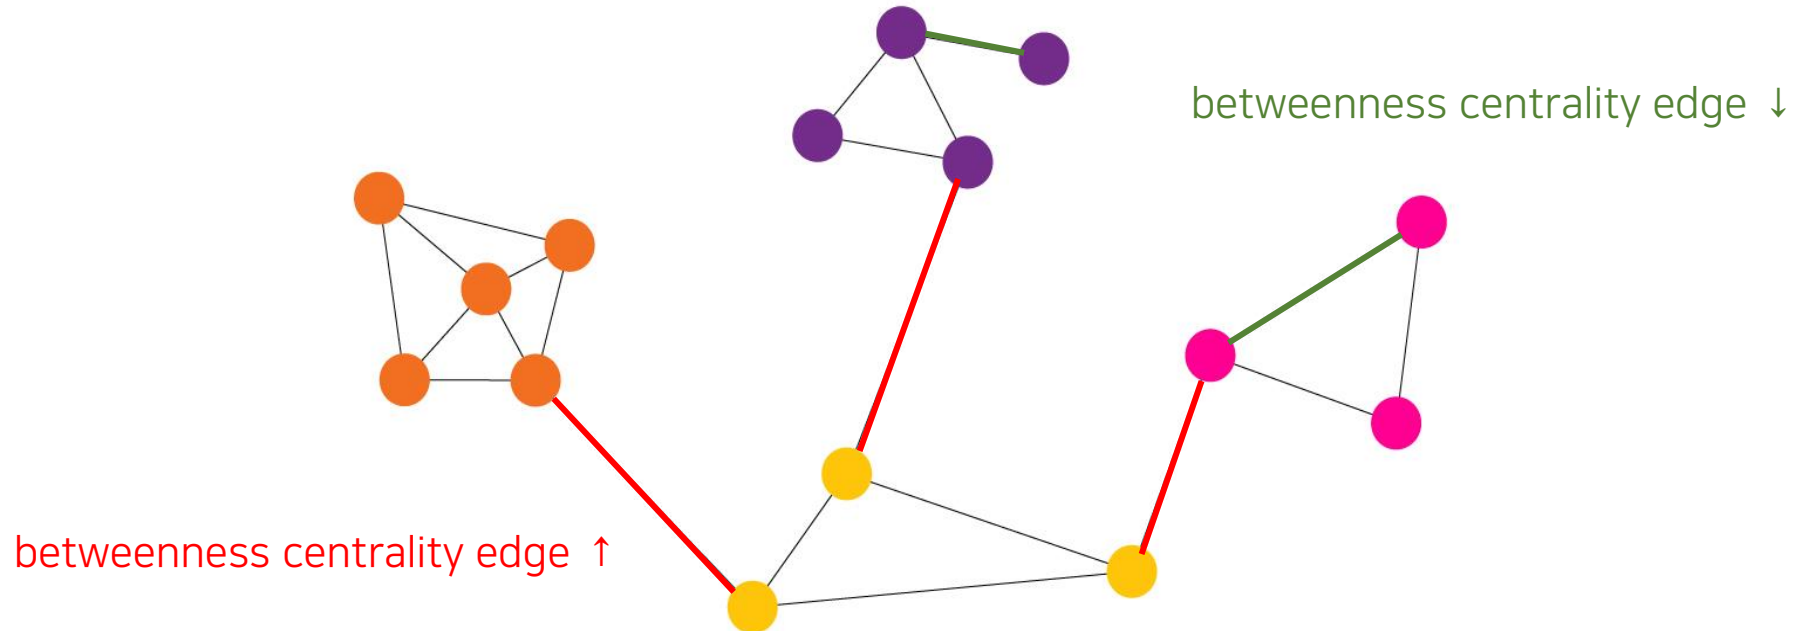 betweenness centrality edge ↓
betweenness centrality edge ↑